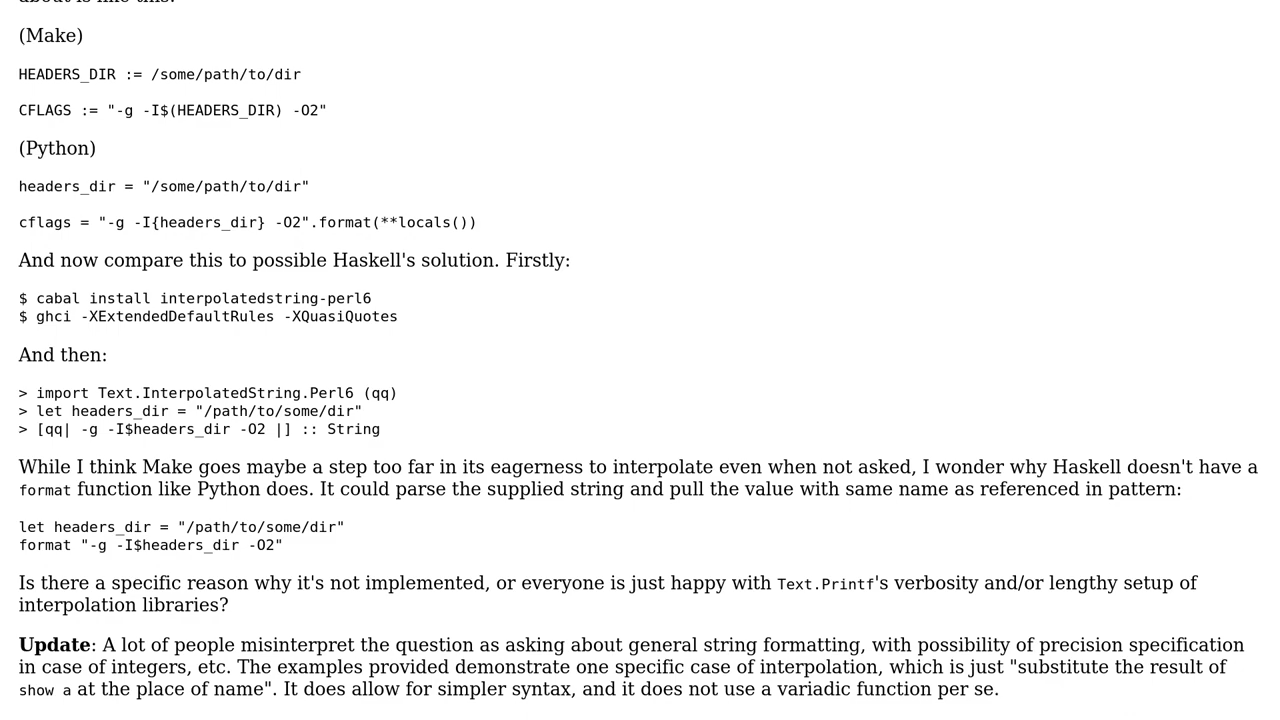 about is like this:
(Make)
HEADERS_DIR := /some/path/to/dir
CFLAGS := "-g -I$(HEADERS_DIR) -O2"
(Python)
headers_dir = "/some/path/to/dir"
cflags = "-g -I{headers_dir} -O2".format(**locals())
And now compare this to possible Haskell's solution. Firstly:
$ cabal install interpolatedstring-perl6
$ ghci -XExtendedDefaultRules -XQuasiQuotes
And then:
> import Text.InterpolatedString.Perl6 (qq)
> let headers_dir = "/path/to/some/dir"
> [qq| -g -I$headers_dir -O2 |] :: String
While I think Make goes maybe a step too far in its eagerness to interpolate even when not asked, I wonder why Haskell doesn't have a
format function like Python does. It could parse the supplied string and pull the value with same name as referenced in pattern:
let headers_dir = "/path/to/some/dir"
format "-g -I$headers_dir -O2"
Is there a specific reason why it's not implemented, or everyone is just happy with Text.Printf's verbosity and/or lengthy setup of
interpolation libraries?
Update: A lot of people misinterpret the question as asking about general string formatting, with possibility of precision specification
in case of integers, etc. The examples provided demonstrate one specific case of interpolation, which is just "substitute the result of
show a at the place of name". It does allow for simpler syntax, and it does not use a variadic function per se.